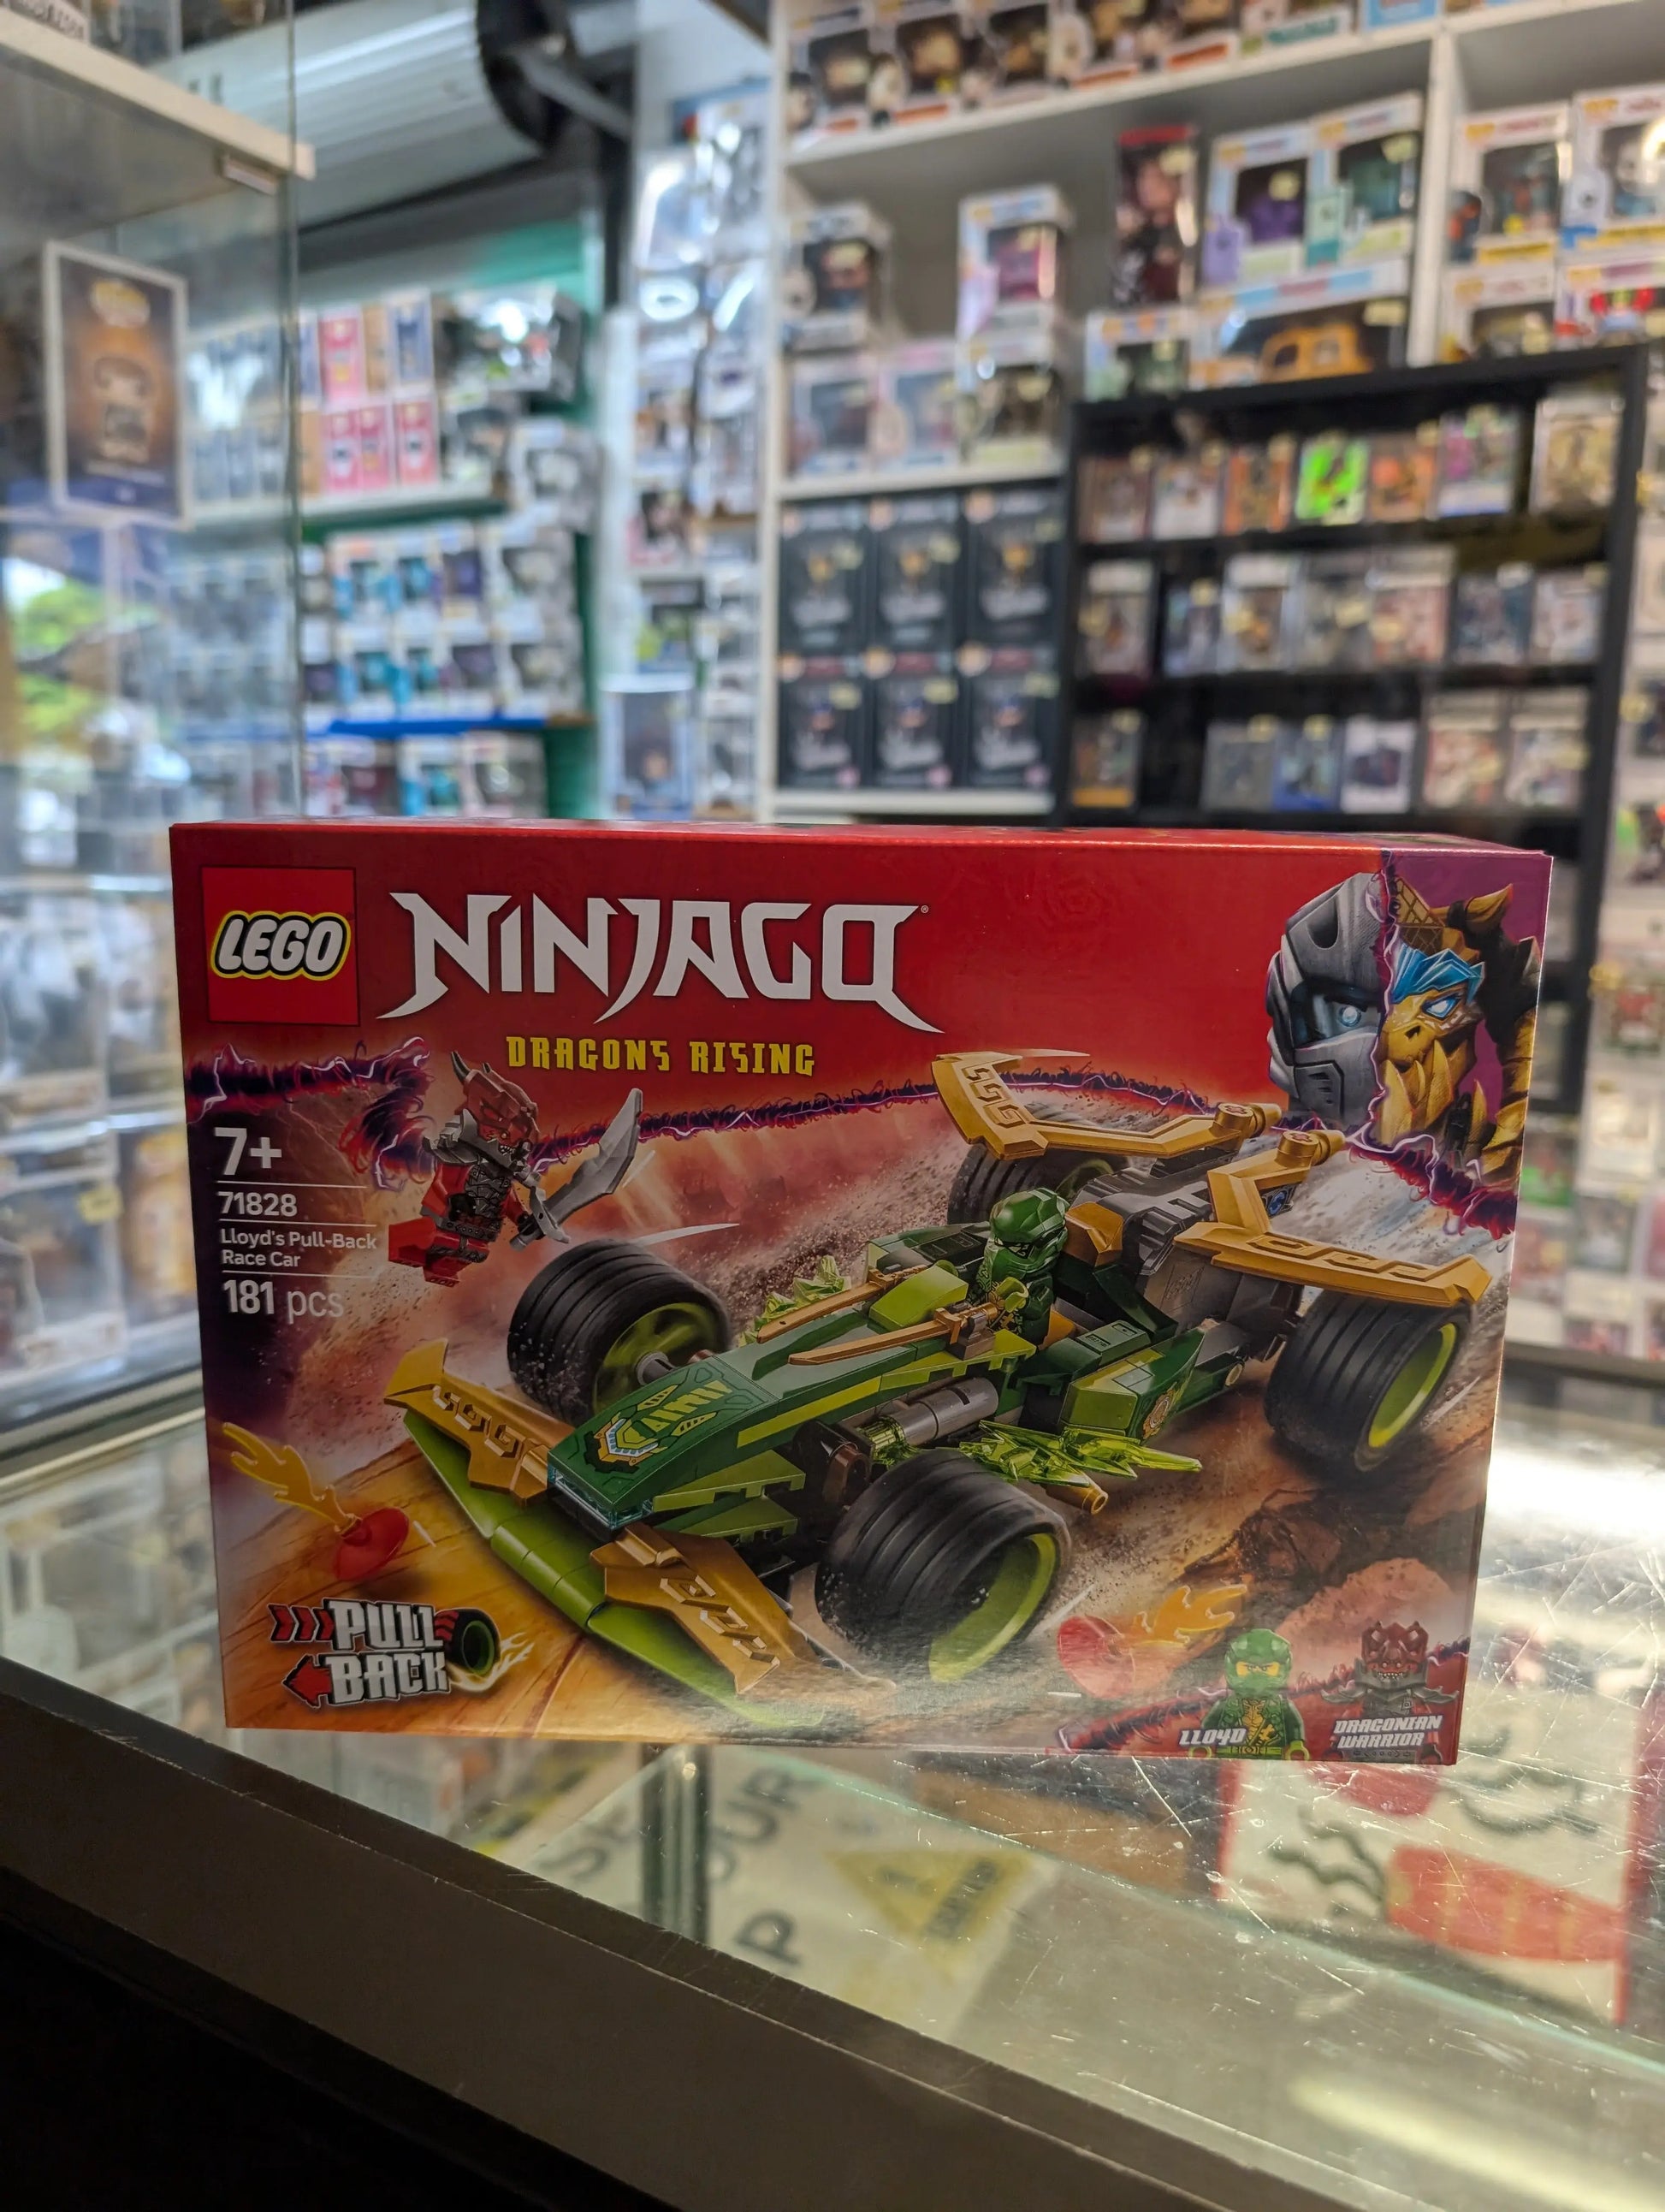 LEGO
NINJAGO®
DRAGONS RISING
7+
71828
Lloyd's Pull-Back
Race Car
181 pcs
PULL
BACK
LLOYD
DRAGONIAN
WARRIOR